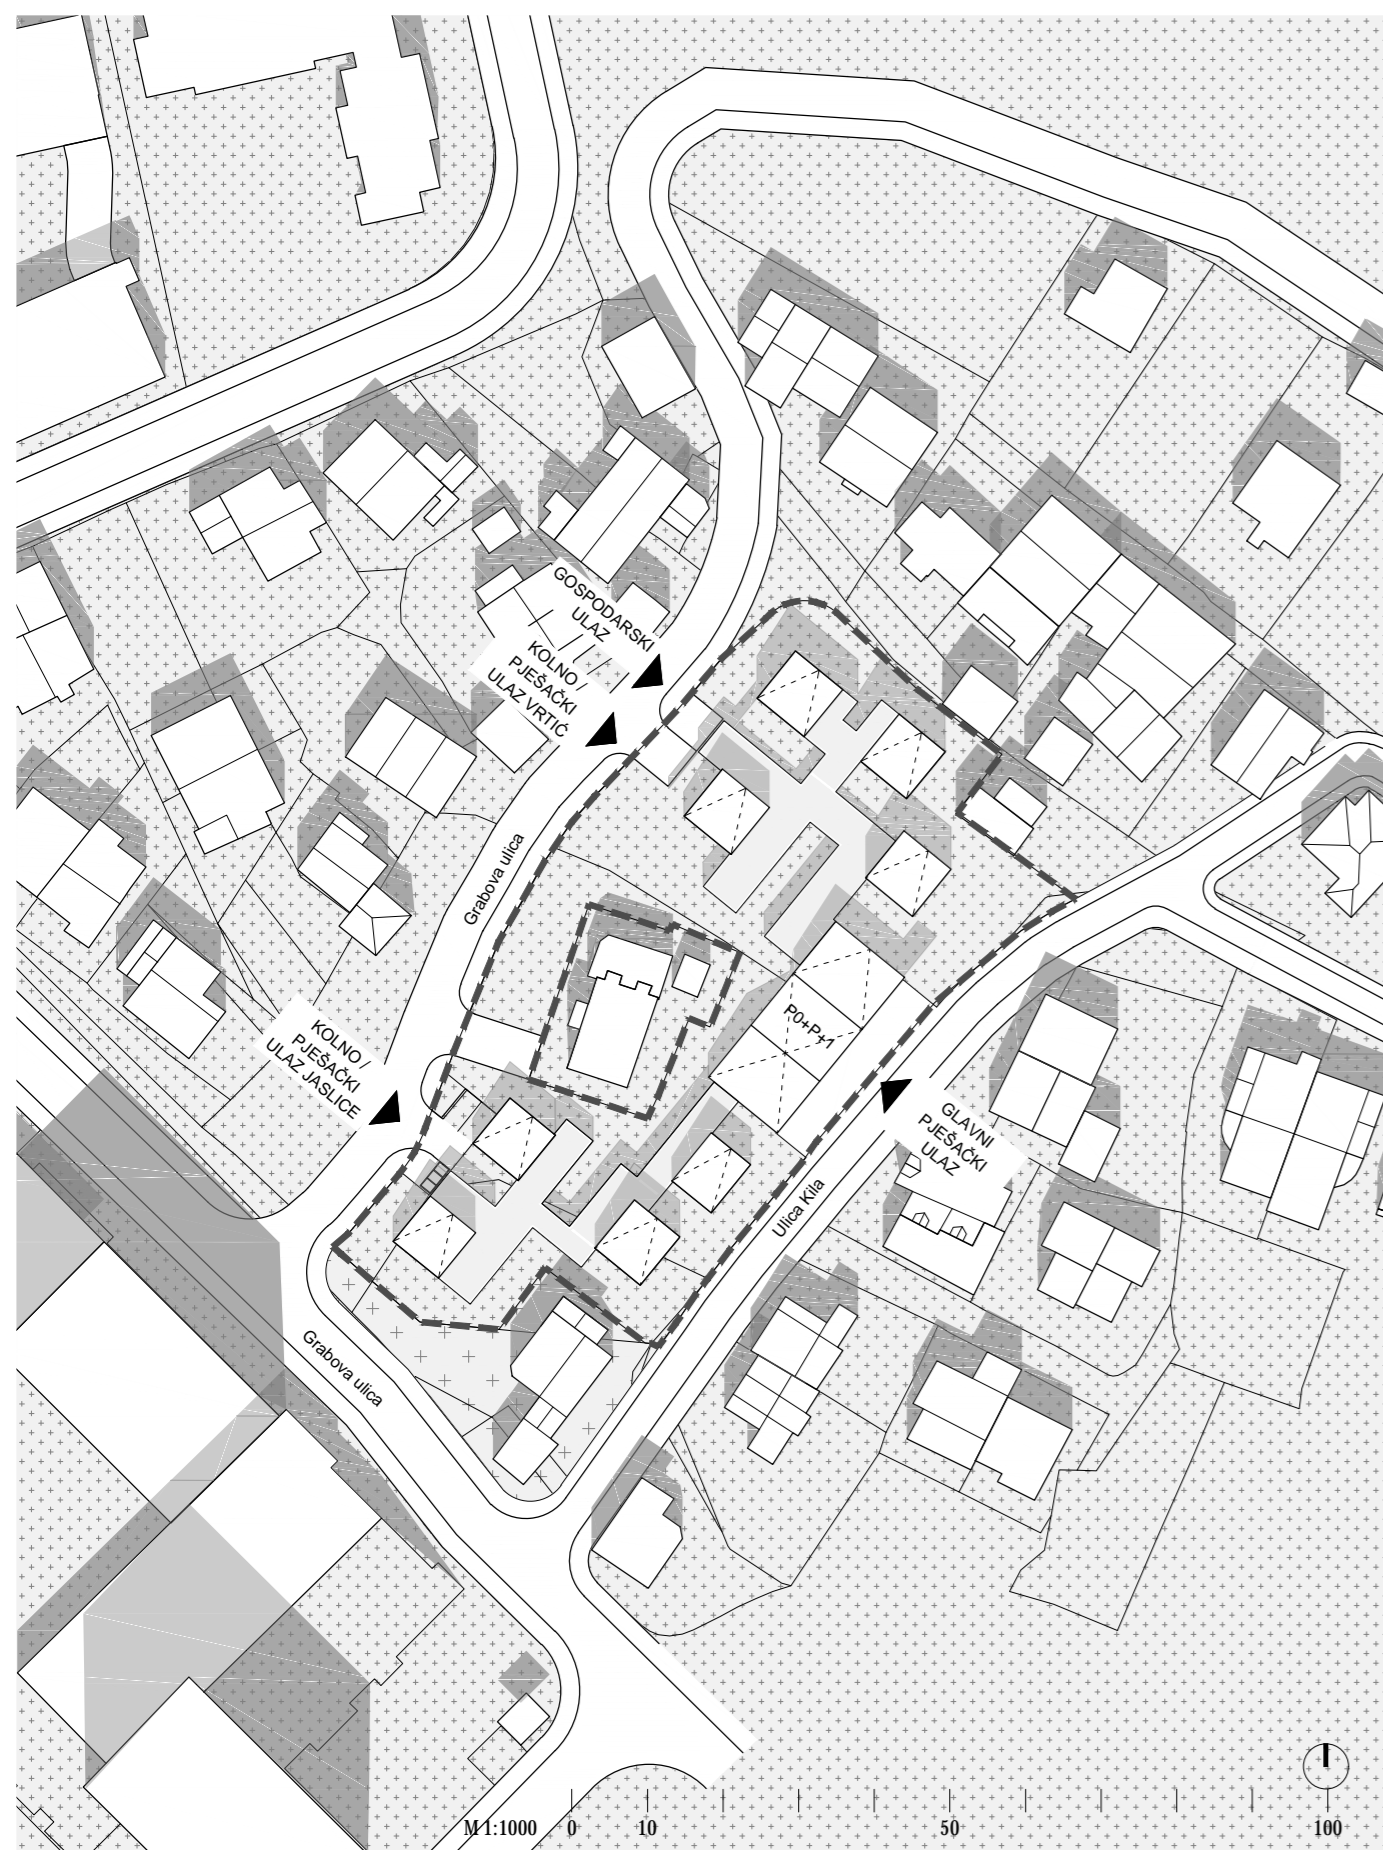 GOSPODARSKI
ULAZ
KOLNO /
PJEŠAČKI
ULAZ VRTIĆ
Grabova ulica
P0+P+1
KOLNO /
PJEŠAČKI
ULAZ JASLICE
GLAVNI
PJEŠAČKI
ULAZ
Ulica Kila
Grabova ulica
M 1:1000 0 10 50 100